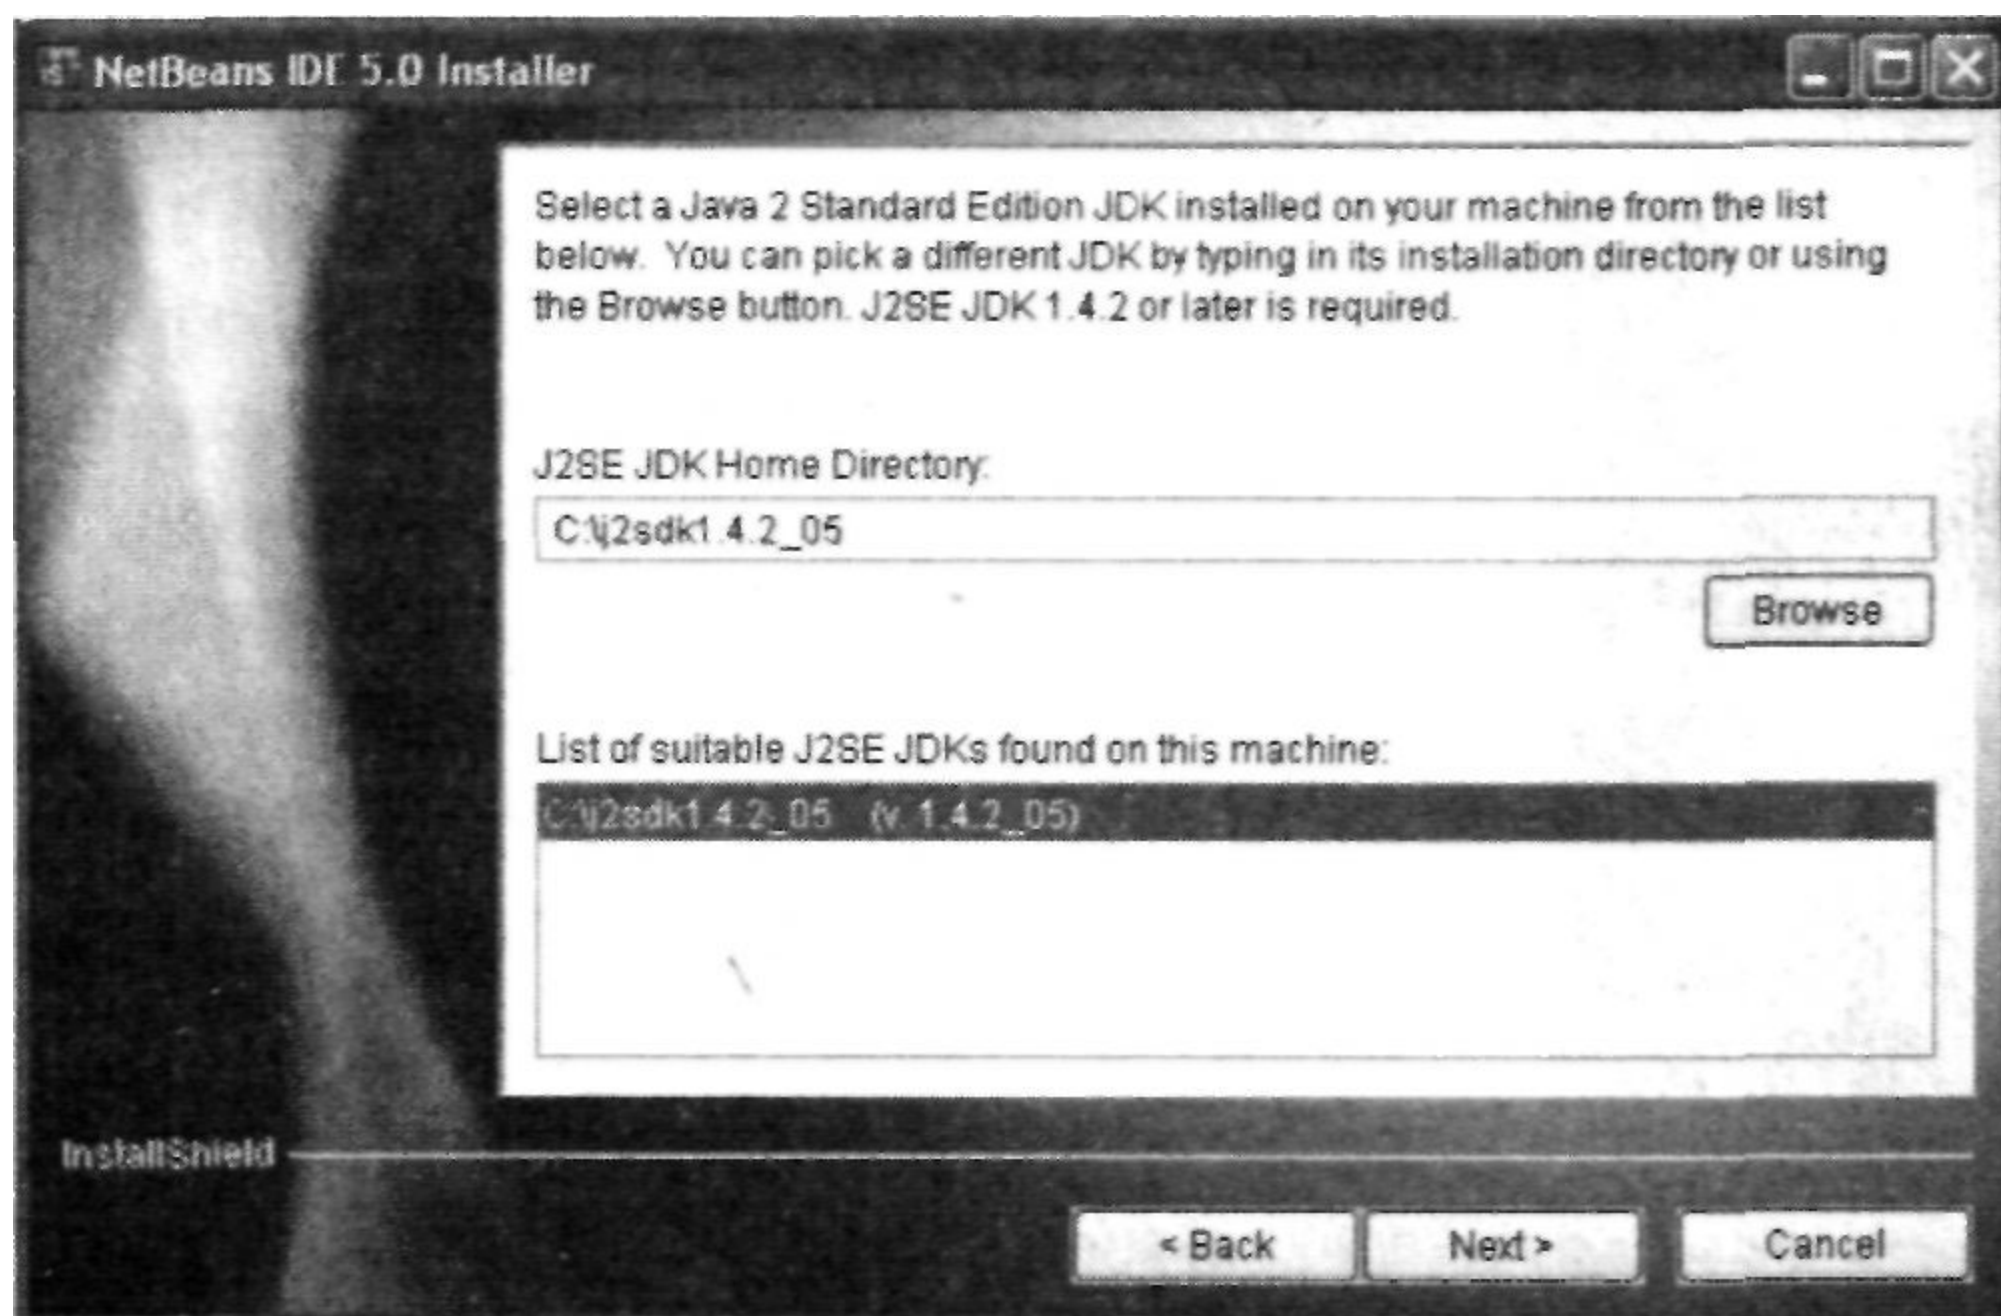 NetBeans IDE 5.0 Installer
Select a Java 2 Standard Edition JDK installed on your machine from the list
below. You can pick a different JDK by typing in its installation directory or using
the Browse button. J2SE JDK 1.4.2 or later is required.
J2SE JDK Home Directory:
C:\j2sdk1.4.2_05
Browse
List of suitable J2SE JDKs found on this machine:
C:\j2sdk1.4.2_05 (v. 1.4.2_05)
InstallShield
< Back
Next >
Cancel